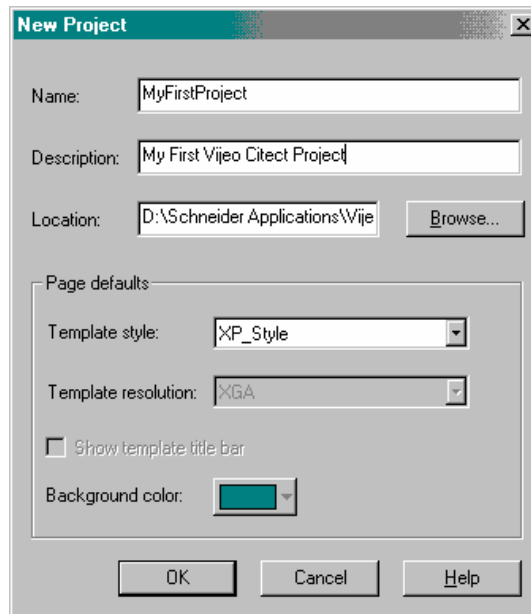 New Project
Name: MyFirstProject
Description: My First Vijeo Citect Project
Location: D:\Schneider Applications\Vije Browse...
Page defaults
Template style: XP_Style
Template resolution: XGA
Show template title bar
Background color:
OK Cancel Help